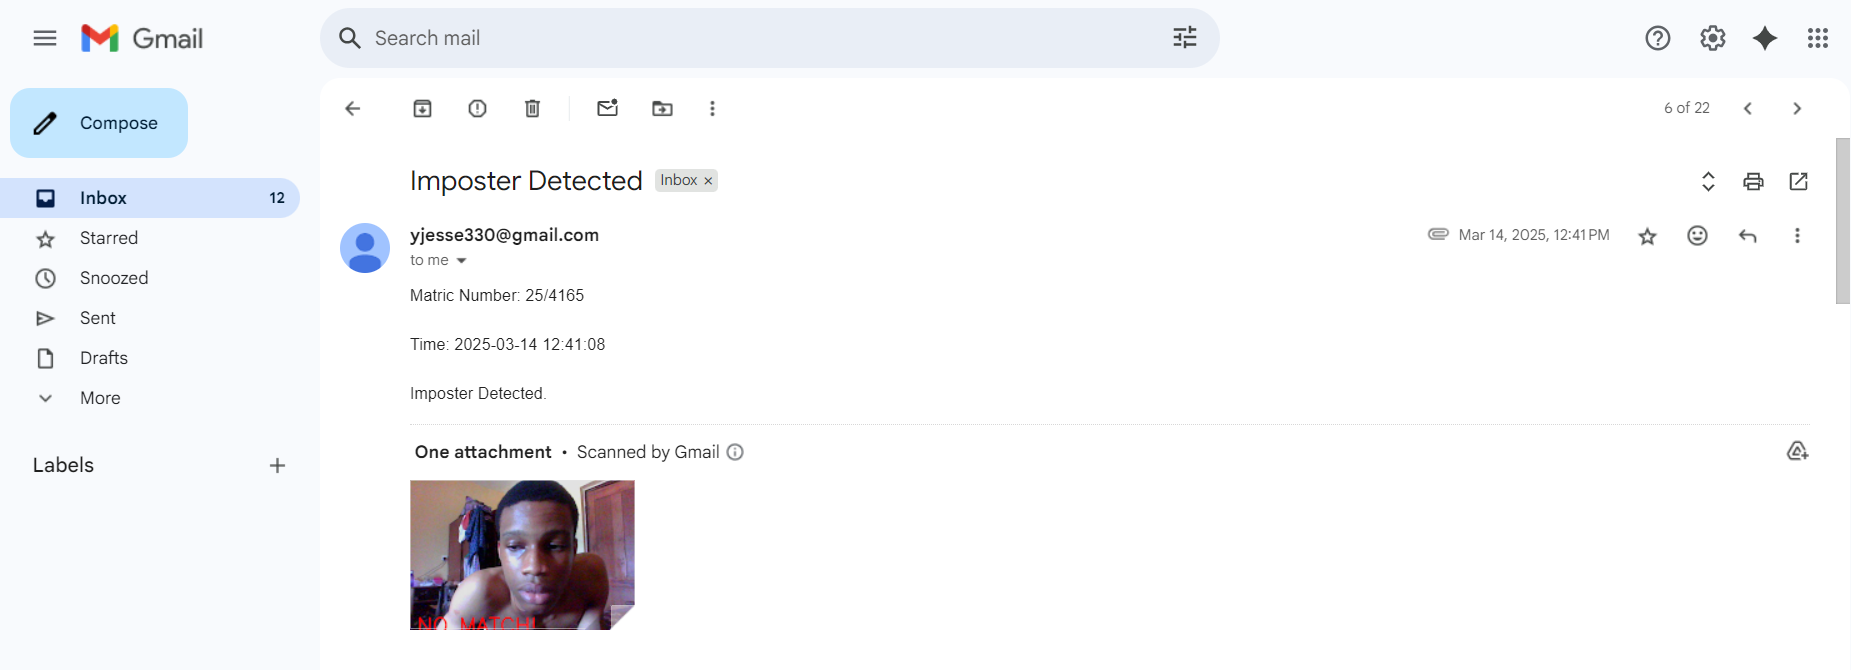 Gmail
Search mail
Compose
6 of 22
Inbox 12
Starred
Snoozed
Sent
Drafts
More
Labels
Imposter Detected Inbox ×
yjesse330@gmail.com Mar 14, 2025, 12:41 PM
to me
Matric Number: 25/4165
Time: 2025-03-14 12:41:08
Imposter Detected.
One attachment • Scanned by Gmail
NO MATCH!